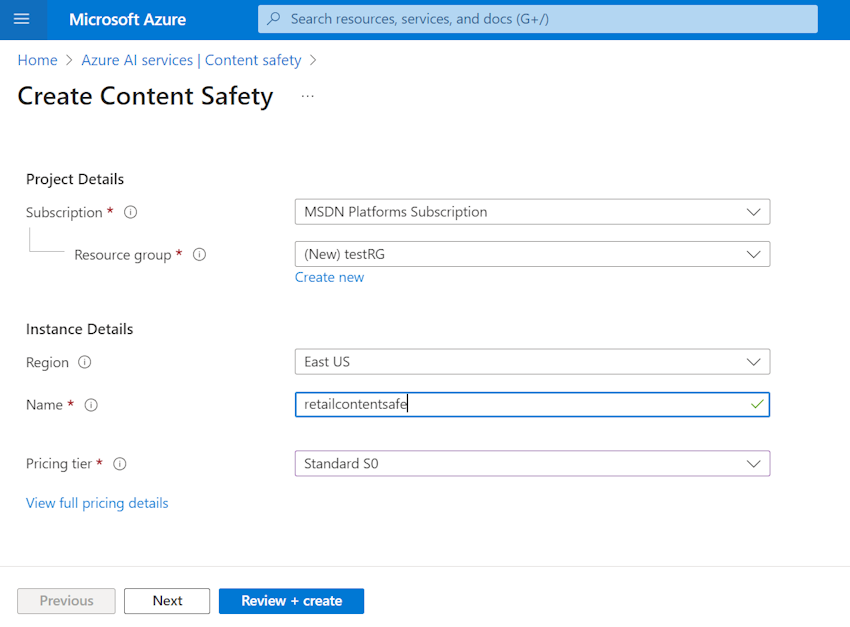 Microsoft Azure
Search resources, services, and docs (G+/)
Home > Azure AI services | Content safety >
Create Content Safety ...
Project Details
Subscription *
MSDN Platforms Subscription
Resource group *
(New) testRG
Create new
Instance Details
Region
East US
Name *
retailcontentsafe
Pricing tier *
Standard S0
View full pricing details
Previous
Next
Review + create